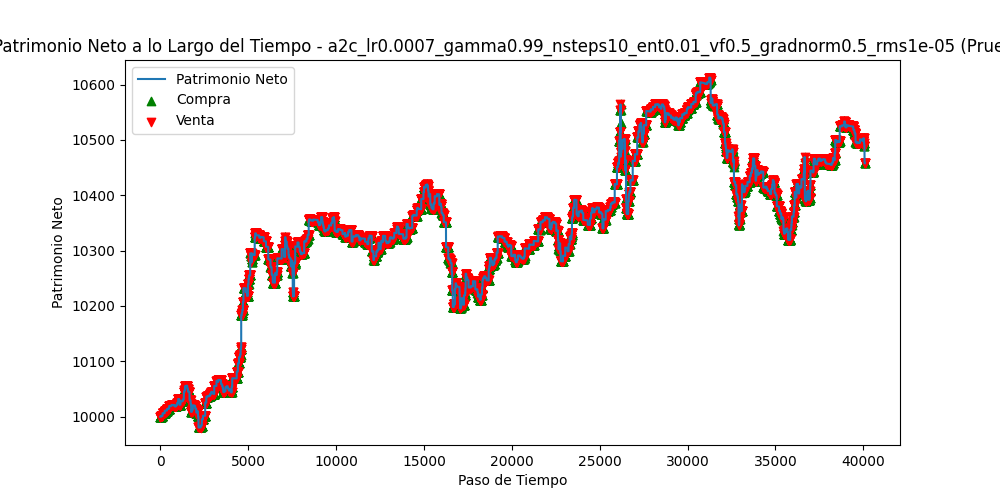 Patrimonio Neto a lo Largo del Tiempo - a2c_lr0.0007_gamma0.99_nsteps10_ent0.01_vf0.5_gradnorm0.5_rms1e-05 (Prue
Patrimonio Neto
Compra
Venta
Patrimonio Neto
10600
10500
10400
10300
10200
10100
10000
0 5000 10000 15000 20000 25000 30000 35000 40000
Paso de Tiempo